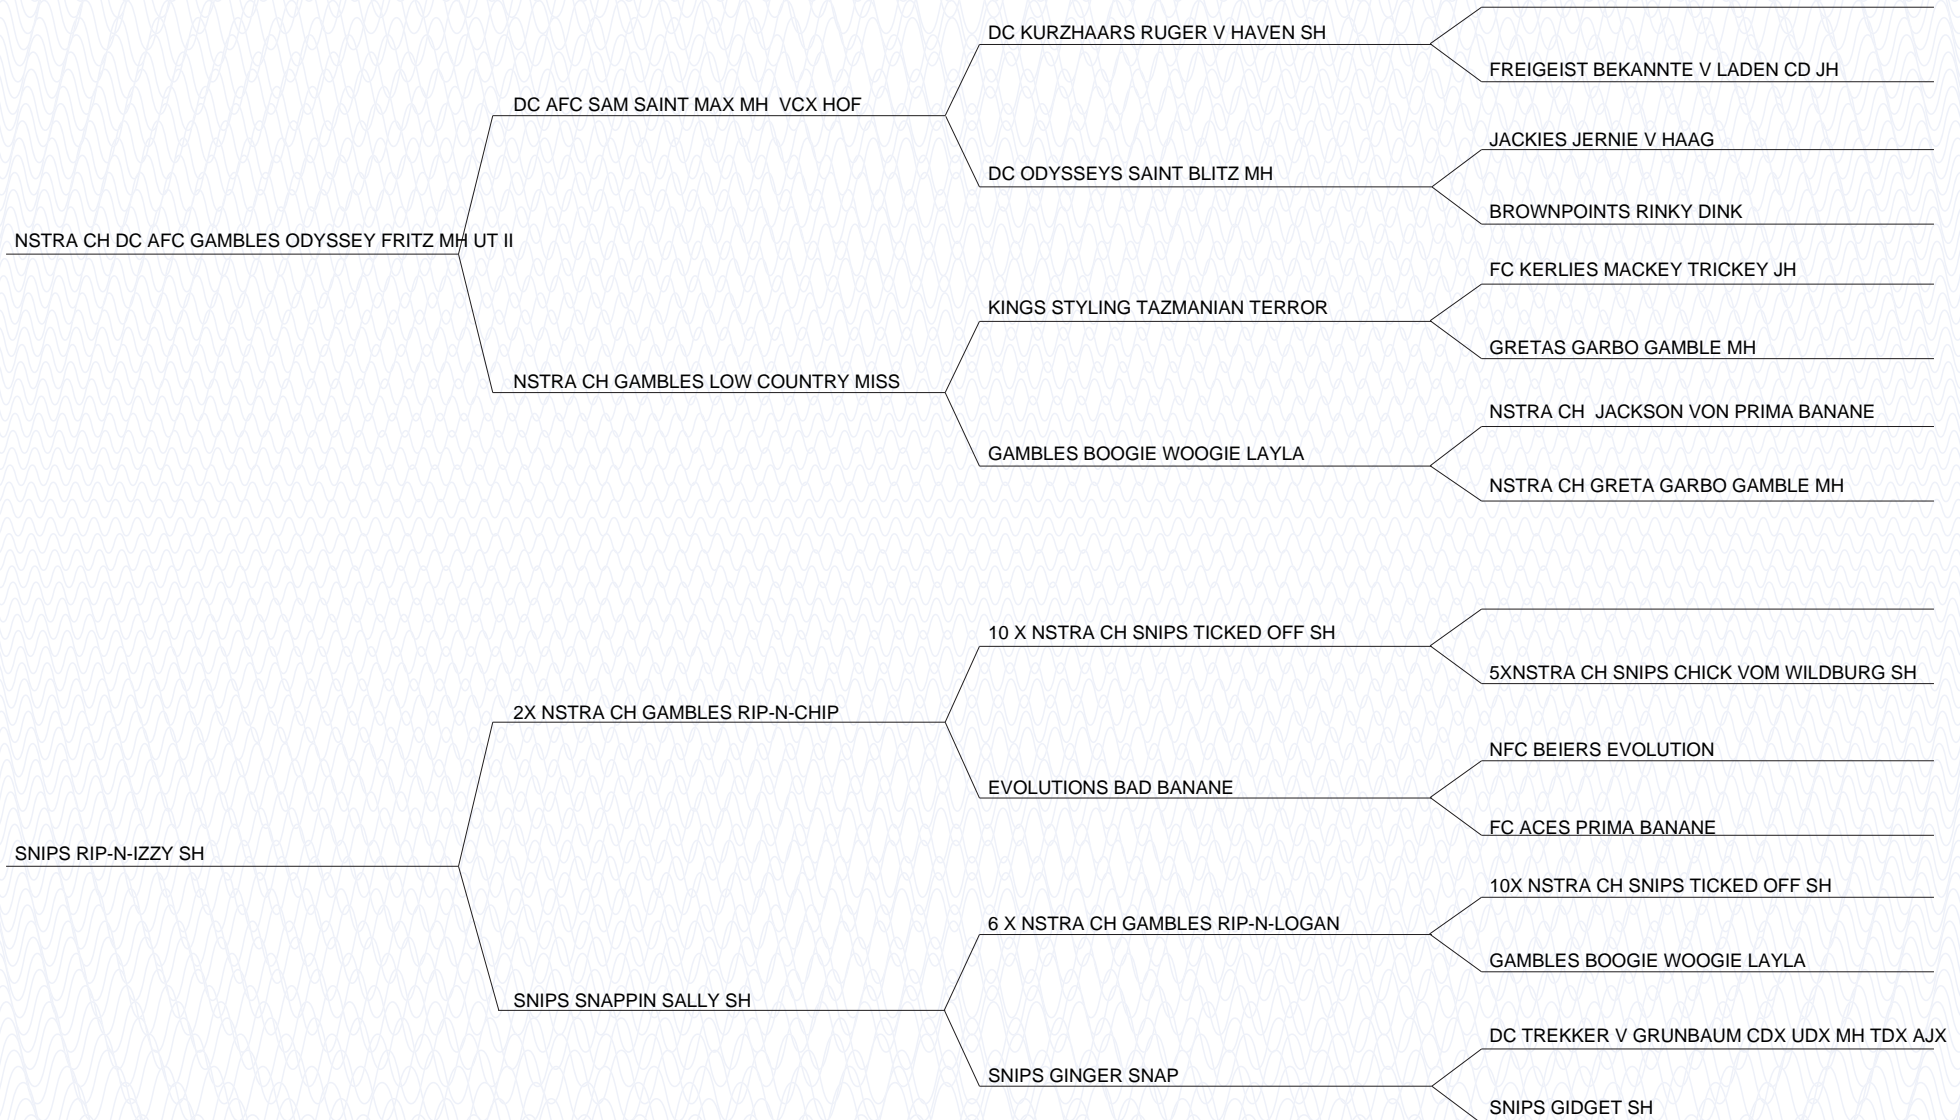 DC KURZHAARS RUGER V HAVEN SH
FREIGEIST BEKANNTE V LADEN CD JH
DC AFC SAM SAINT MAX MH  VCX HOF
JACKIES JERNIE V HAAG
DC ODYSSEYS SAINT BLITZ MH
BROWNPOINTS RINKY DINK
NSTRA CH DC AFC GAMBLES ODYSSEY FRITZ MH UT II
FC KERLIES MACKEY TRICKEY JH
KINGS STYLING TAZMANIAN TERROR
GRETAS GARBO GAMBLE MH
NSTRA CH GAMBLES LOW COUNTRY MISS
NSTRA CH  JACKSON VON PRIMA BANANE
GAMBLES BOOGIE WOOGIE LAYLA
NSTRA CH GRETA GARBO GAMBLE MH
10 X NSTRA CH SNIPS TICKED OFF SH
5XNSTRA CH SNIPS CHICK VOM WILDBURG SH
2X NSTRA CH GAMBLES RIP-N-CHIP
NFC BEIERS EVOLUTION
EVOLUTIONS BAD BANANE
FC ACES PRIMA BANANE
SNIPS RIP-N-IZZY SH
10X NSTRA CH SNIPS TICKED OFF SH
6 X NSTRA CH GAMBLES RIP-N-LOGAN
GAMBLES BOOGIE WOOGIE LAYLA
SNIPS SNAPPIN SALLY SH
DC TREKKER V GRUNBAUM CDX UDX MH TDX AJX
SNIPS GINGER SNAP
SNIPS GIDGET SH